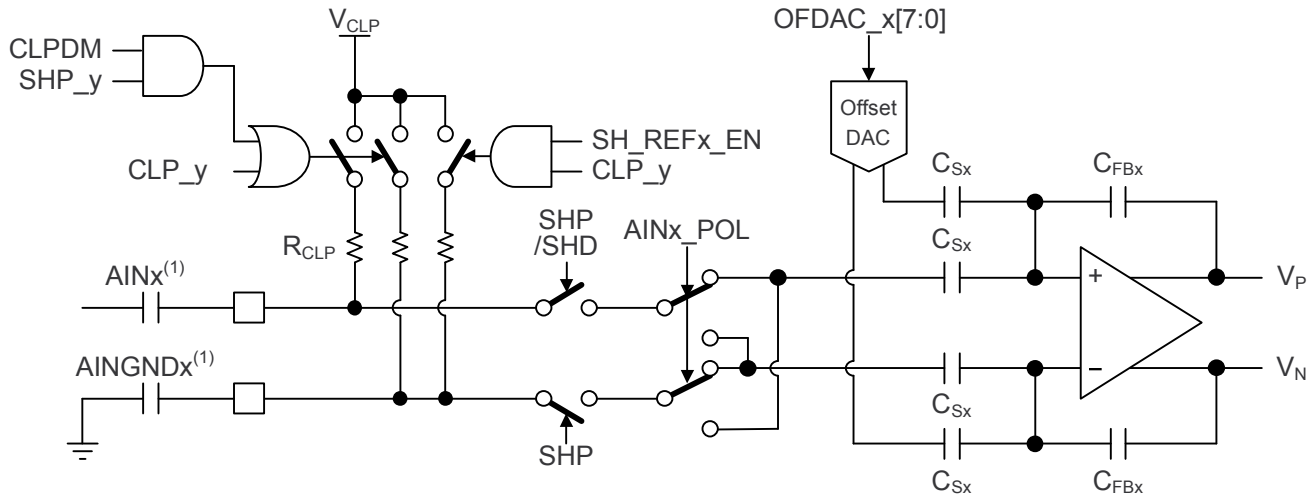 OFDAC_x[7:0]
V_CLP
CLPDM
SHP_y
Offset
DAC
SH_REFx_EN
CLP_y
CLP_y
C_Sx
C_FBx
SHP
/SHD
AINx_POL
R_CLP
C_Sx
AINx^(1)
+
V_P
AINGNDx^(1)
−
V_N
C_Sx
SHP
C_Sx
C_FBx